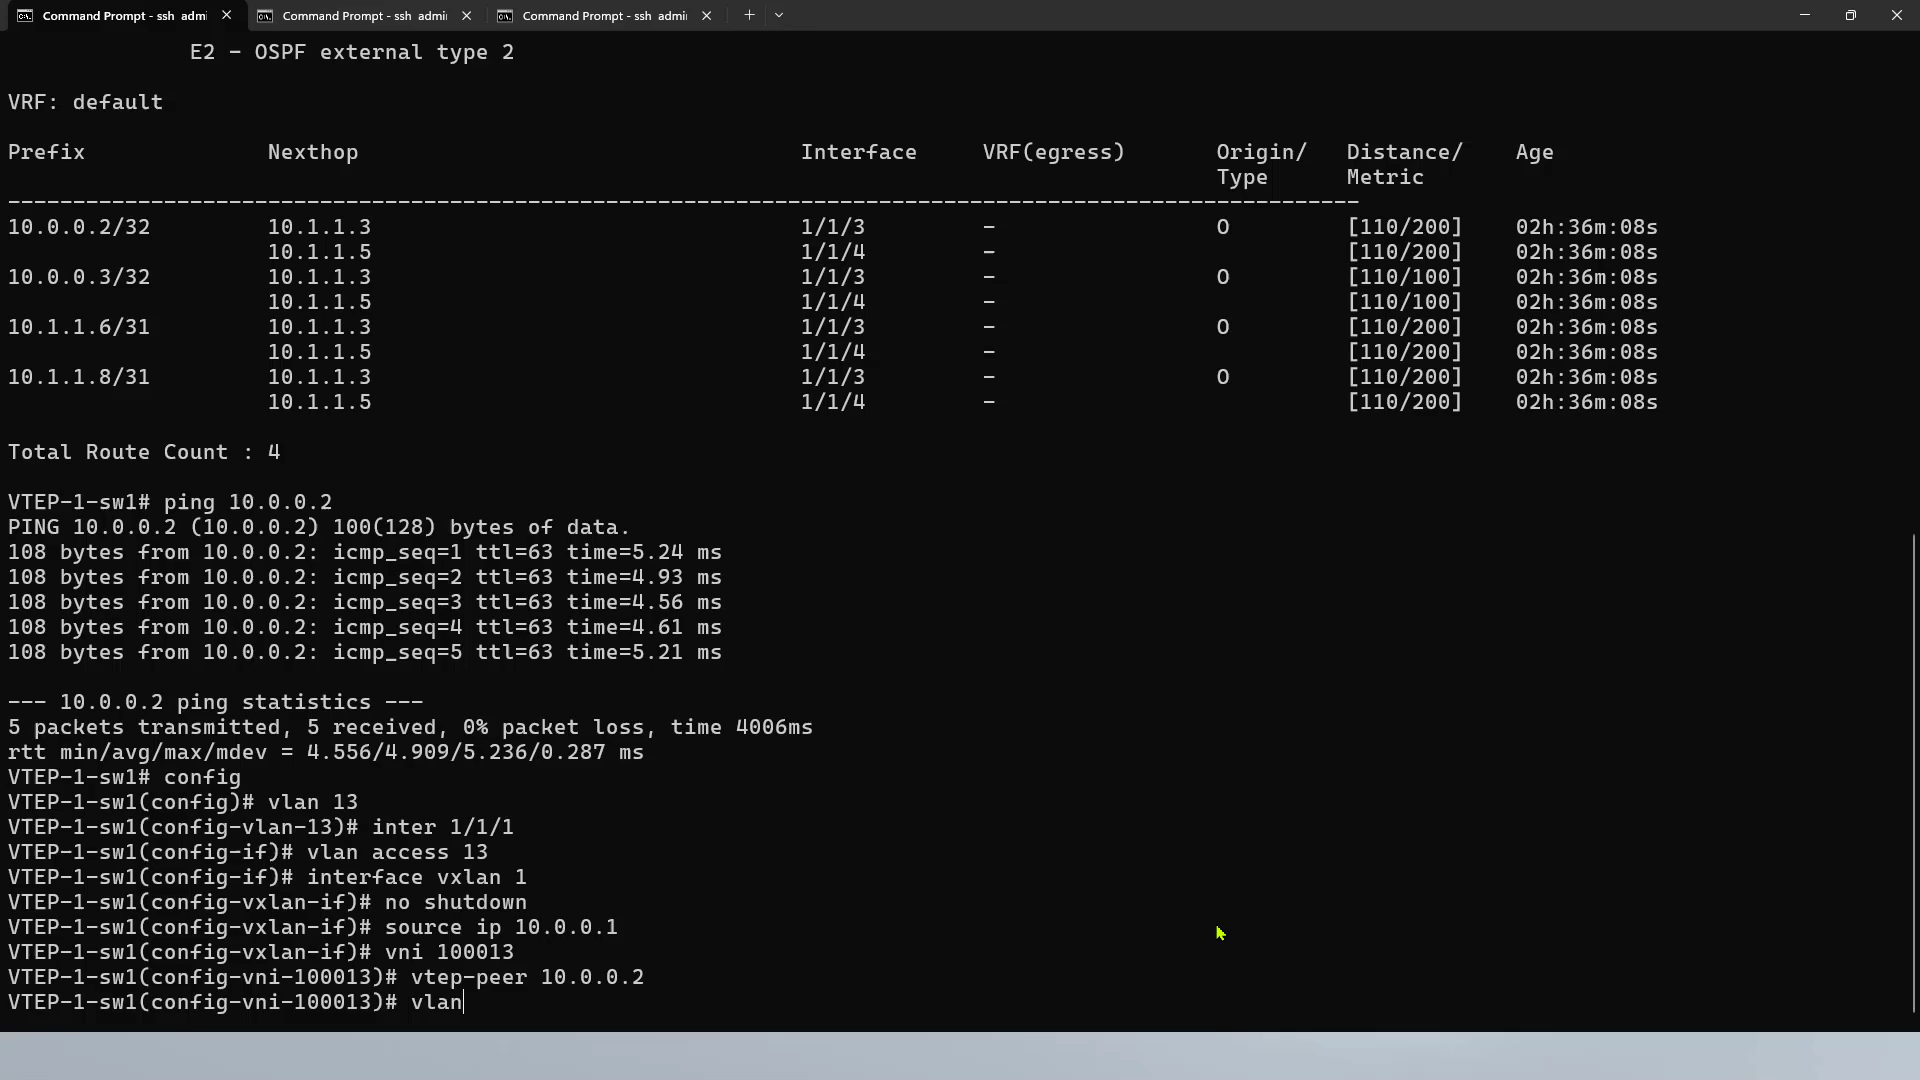 Command Prompt - ssh admi
Command Prompt - ssh admi
Command Prompt - ssh admi
E2 - OSPF external type 2
VRF: default
Prefix Nexthop Interface VRF(egress) Origin/ Distance/ Age
Type Metric
---------------------------------------------------------------------------------------------------------
10.0.0.2/32 10.1.1.3 1/1/3 - O [110/200] 02h:36m:08s
10.1.1.5 1/1/4 - [110/200] 02h:36m:08s
10.0.0.3/32 10.1.1.3 1/1/3 - O [110/100] 02h:36m:08s
10.1.1.5 1/1/4 - [110/100] 02h:36m:08s
10.1.1.6/31 10.1.1.3 1/1/3 - O [110/200] 02h:36m:08s
10.1.1.5 1/1/4 - [110/200] 02h:36m:08s
10.1.1.8/31 10.1.1.3 1/1/3 - O [110/200] 02h:36m:08s
10.1.1.5 1/1/4 - [110/200] 02h:36m:08s
Total Route Count : 4
VTEP-1-sw1# ping 10.0.0.2
PING 10.0.0.2 (10.0.0.2) 100(128) bytes of data.
108 bytes from 10.0.0.2: icmp_seq=1 ttl=63 time=5.24 ms
108 bytes from 10.0.0.2: icmp_seq=2 ttl=63 time=4.93 ms
108 bytes from 10.0.0.2: icmp_seq=3 ttl=63 time=4.56 ms
108 bytes from 10.0.0.2: icmp_seq=4 ttl=63 time=4.61 ms
108 bytes from 10.0.0.2: icmp_seq=5 ttl=63 time=5.21 ms
--- 10.0.0.2 ping statistics ---
5 packets transmitted, 5 received, 0% packet loss, time 4006ms
rtt min/avg/max/mdev = 4.556/4.909/5.236/0.287 ms
VTEP-1-sw1# config
VTEP-1-sw1(config)# vlan 13
VTEP-1-sw1(config-vlan-13)# inter 1/1/1
VTEP-1-sw1(config-if)# vlan access 13
VTEP-1-sw1(config-if)# interface vxlan 1
VTEP-1-sw1(config-vxlan-if)# no shutdown
VTEP-1-sw1(config-vxlan-if)# source ip 10.0.0.1
VTEP-1-sw1(config-vxlan-if)# vni 100013
VTEP-1-sw1(config-vni-100013)# vtep-peer 10.0.0.2
VTEP-1-sw1(config-vni-100013)# vlan